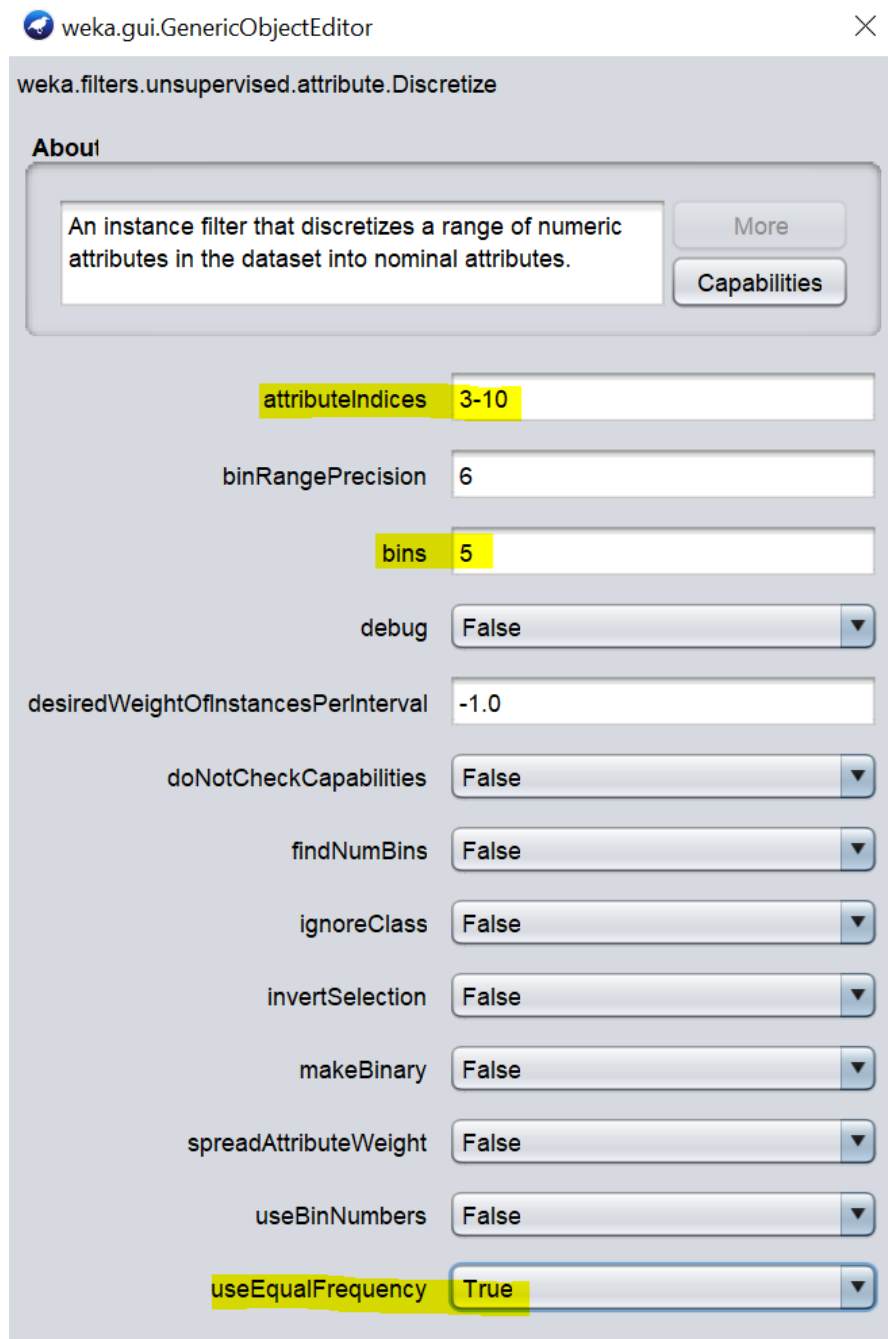 weka.gui.GenericObjectEditor
weka.filters.unsupervised.attribute.Discretize
About
An instance filter that discretizes a range of numeric
attributes in the dataset into nominal attributes.
More
Capabilities
attributeIndices 3-10
binRangePrecision 6
bins 5
debug False
desiredWeightOfInstancesPerInterval -1.0
doNotCheckCapabilities False
findNumBins False
ignoreClass False
invertSelection False
makeBinary False
spreadAttributeWeight False
useBinNumbers False
useEqualFrequency True